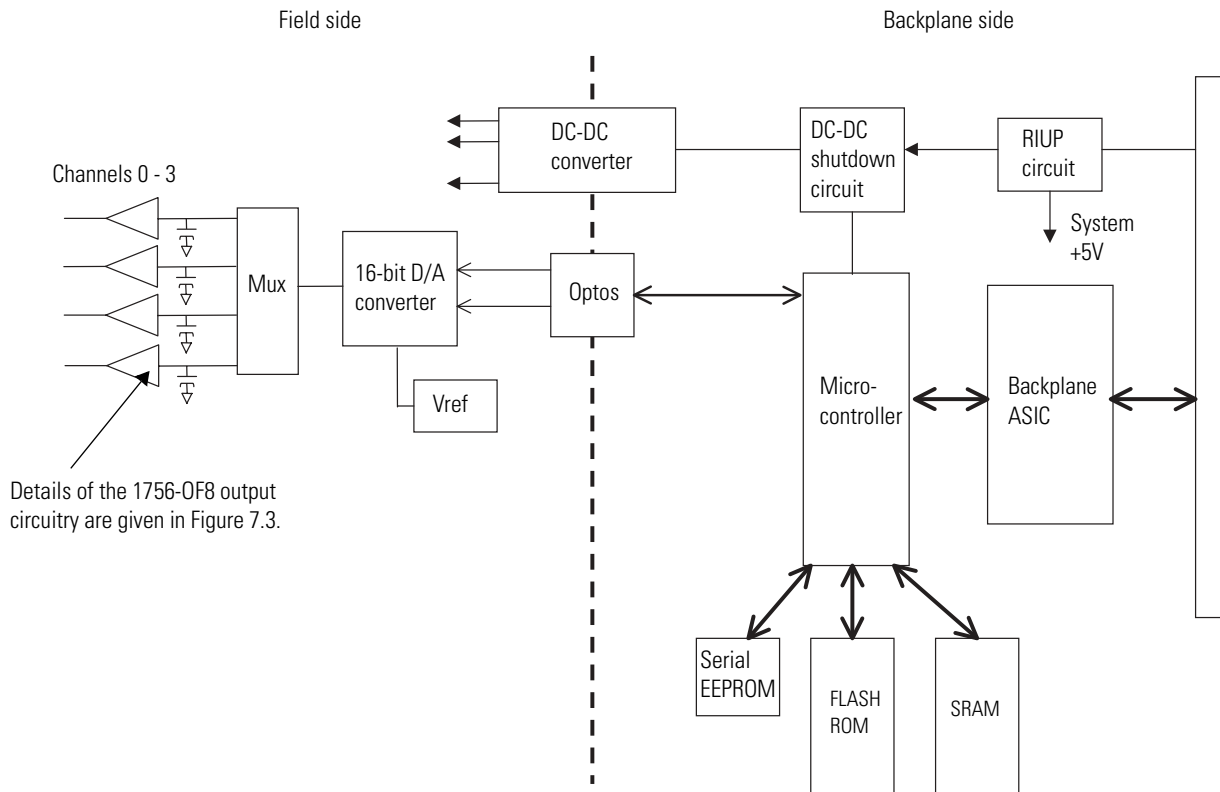 Field side
Backplane side
DC-DC
converter
DC-DC
shutdown
circuit
RIUP
circuit
System
+5V
Channels 0 - 3
Mux
16-bit D/A
converter
Optos
Vref
Micro-
controller
Backplane
ASIC
Details of the 1756-OF8 output
circuitry are given in Figure 7.3.
Serial
EEPROM
FLASH
ROM
SRAM